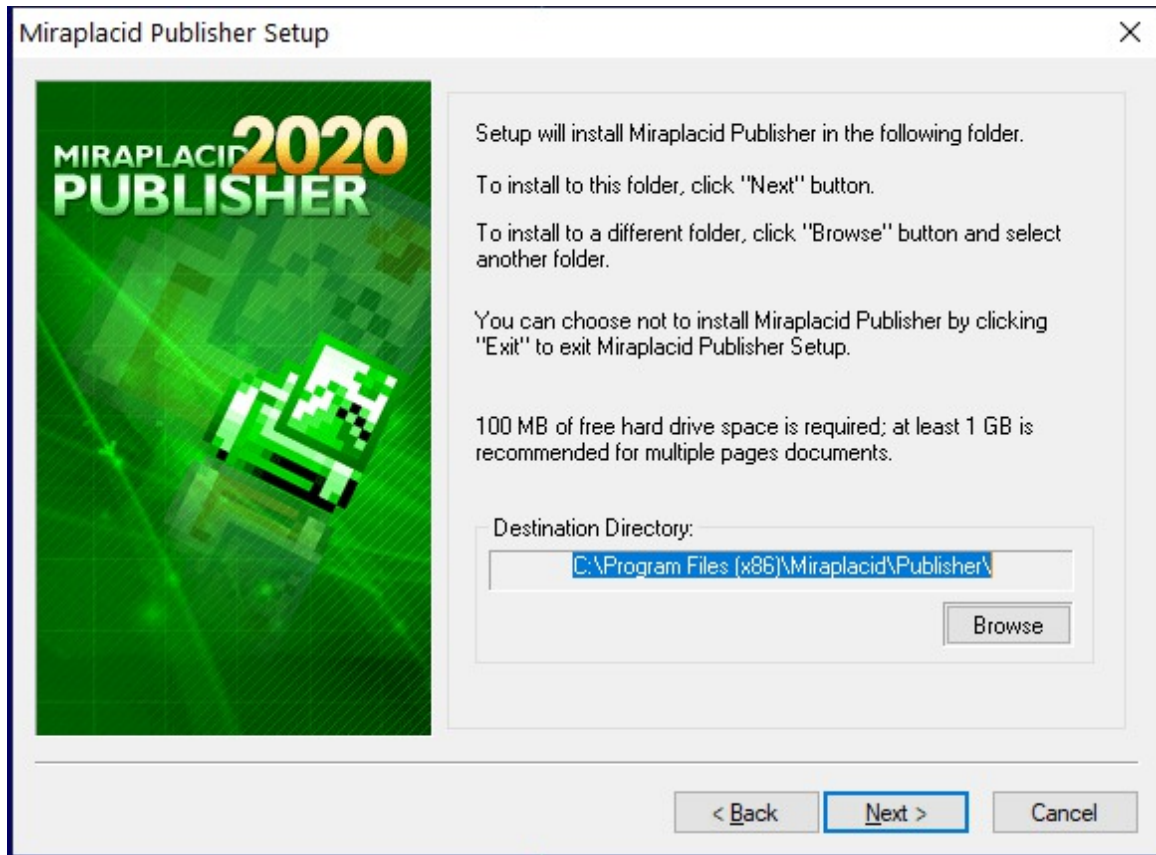 Miraplacid Publisher Setup
MIRAPLACID 2020
PUBLISHER
Setup will install Miraplacid Publisher in the following folder.
To install to this folder, click "Next" button.
To install to a different folder, click "Browse" button and select
another folder.
You can choose not to install Miraplacid Publisher by clicking
"Exit" to exit Miraplacid Publisher Setup.
100 MB of free hard drive space is required; at least 1 GB is
recommended for multiple pages documents.
Destination Directory:
C:\Program Files (x86)\Miraplacid\Publisher\
Browse
< Back
Next >
Cancel